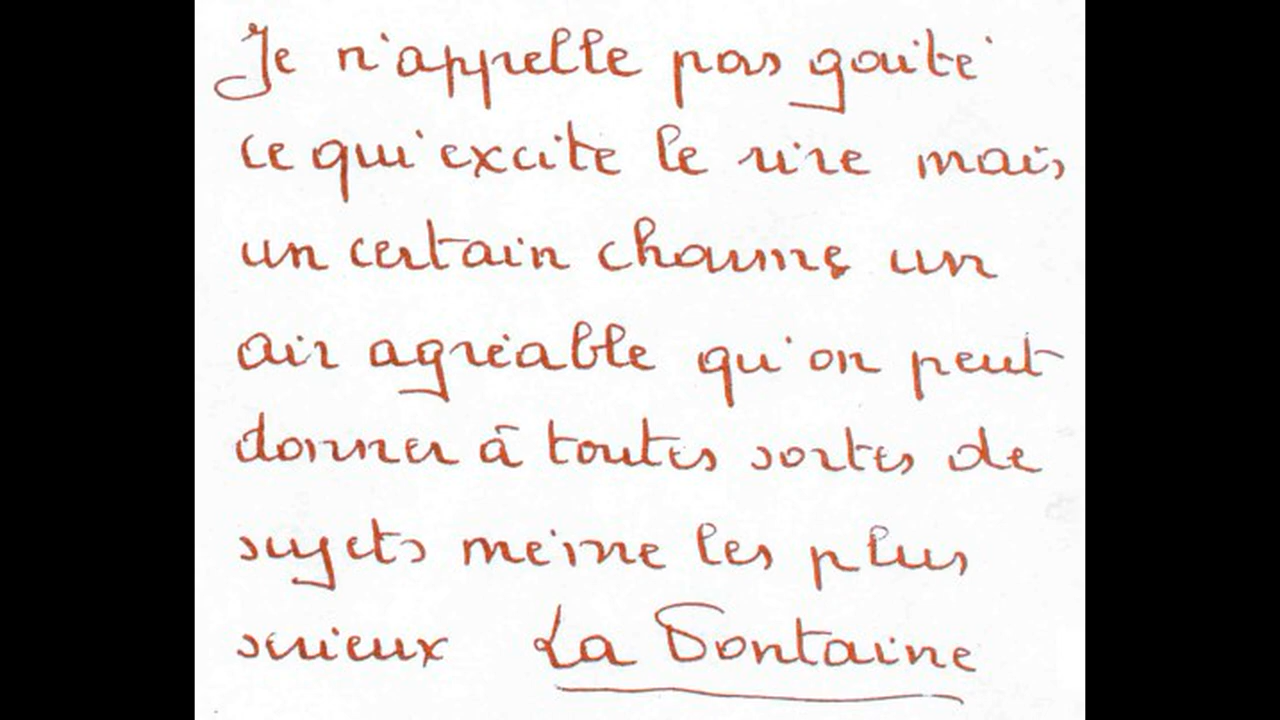 Je n'appelle pas gaité
ce qui excite le rire mais
un certain charme, un
air agréable qu'on peut
donner à toutes sortes de
sujets même les plus
sérieux La Fontaine